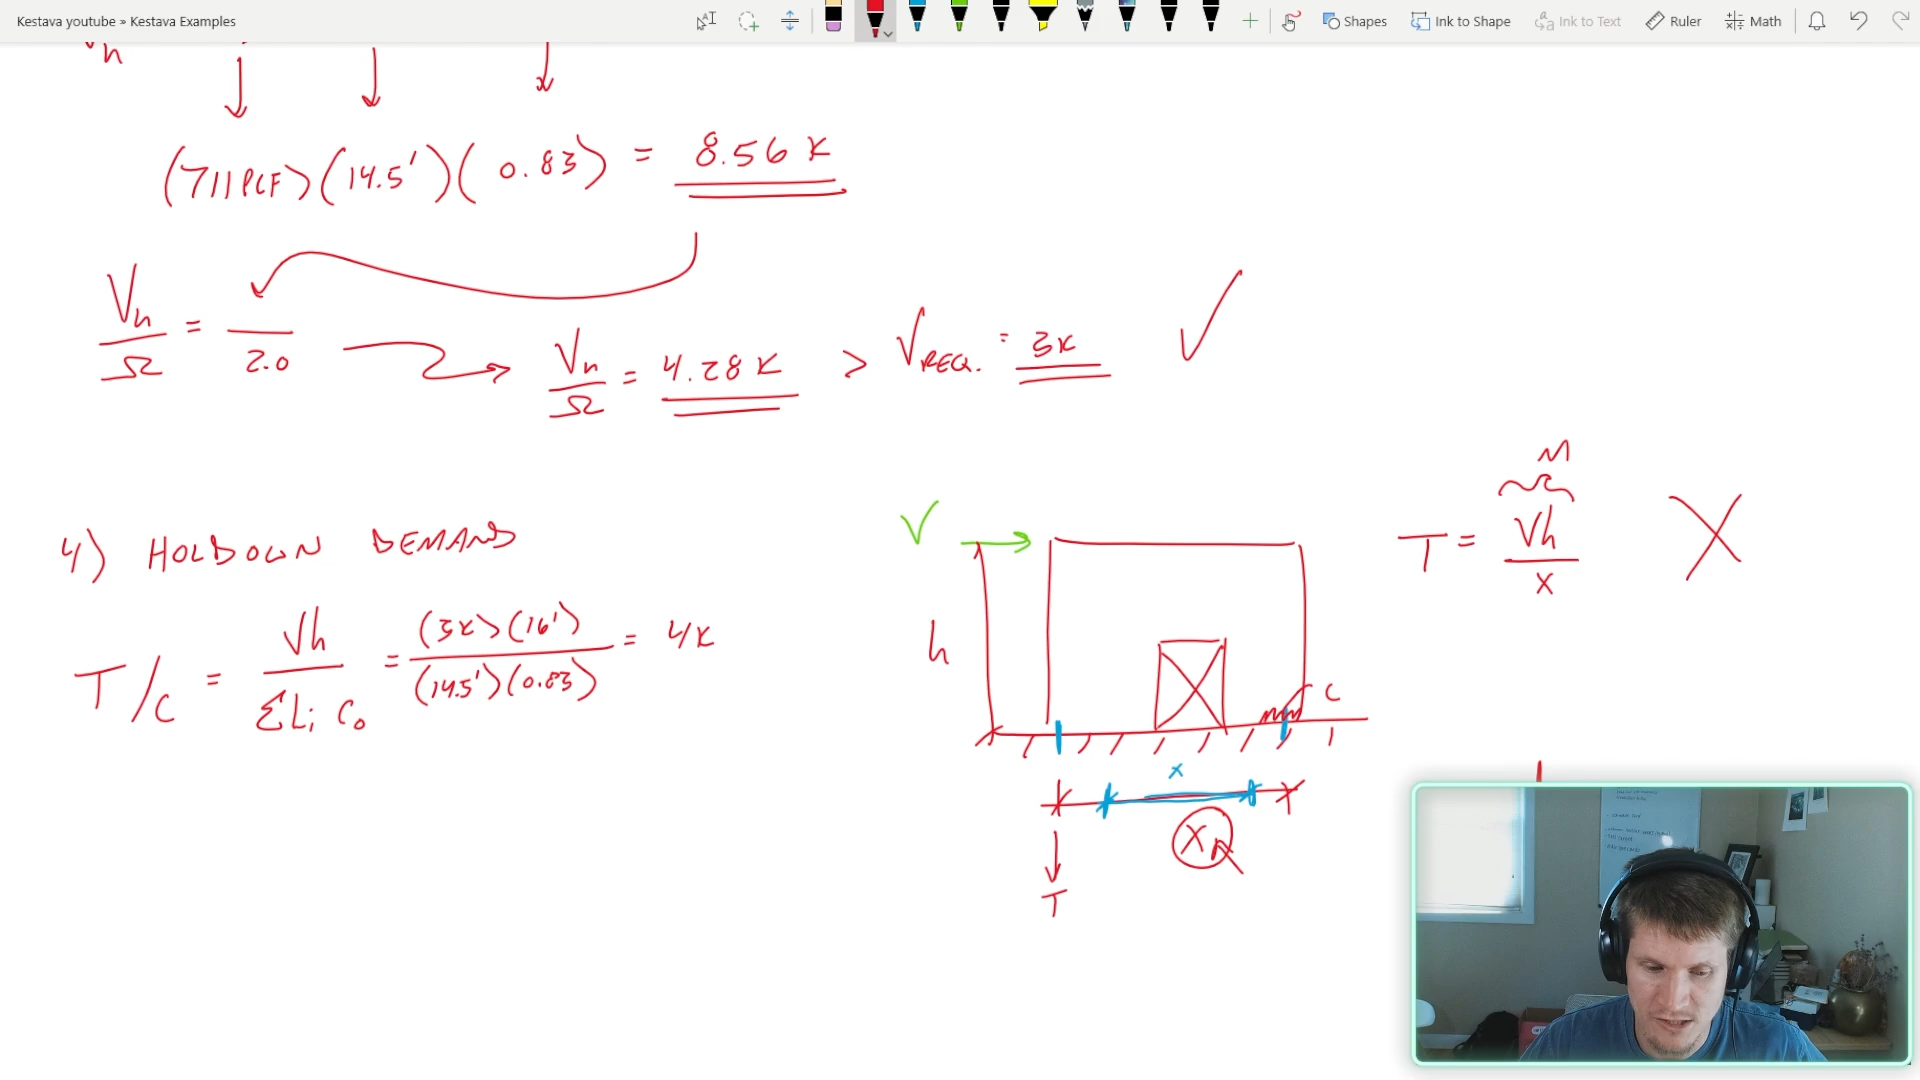 Kestava youtube » Kestava Examples
Shapes
Ink to Shape
Ink to Text
Ruler
Math
Vn
(711 PLF)(14.5')(0.83) = 8.56 K
Vn/Ω = /2.0
Vn/Ω = 4.28 K > VREQ. = 3K ✓
4) HOLDOWN DEMAND
T/C = Vh/ΣLi Co = (3K)(16')/(14.5')(0.83) = 4K
V
h
C
x
XR
T
M
T = Vh/x
X